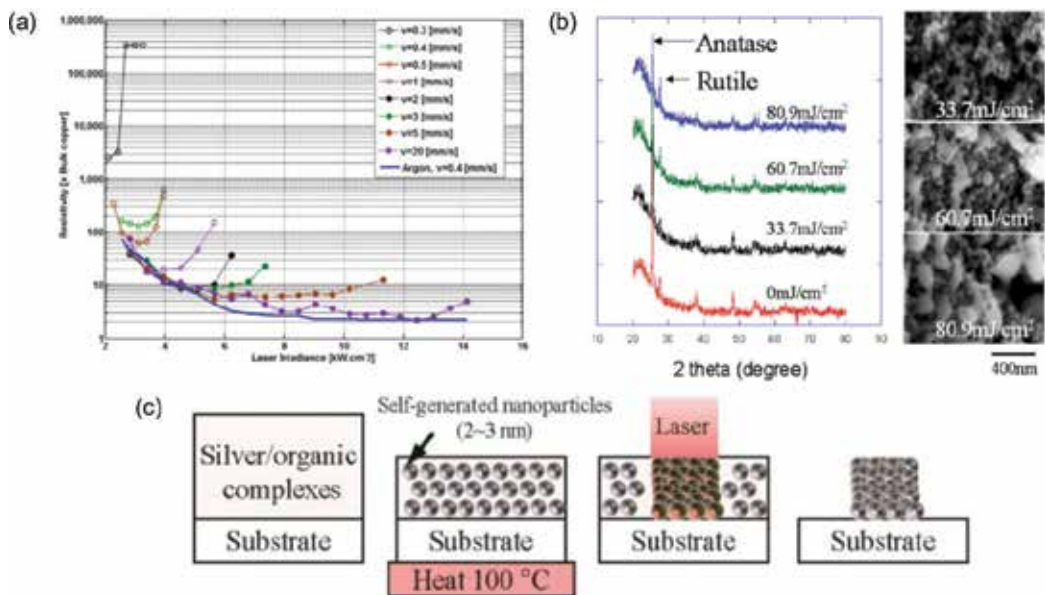 (a)
Resistivity [x Bulk copper]
1,000,000
100,000
10,000
1,000
100
10
1
2
4
6
8
10
12
14
16
Laser Irradiance [kW.cm²]
v=0.3 [mm/s]
v=0.4 [mm/s]
v=0.5 [mm/s]
v=1 [mm/s]
v=2 [mm/s]
v=3 [mm/s]
v=5 [mm/s]
v=20 [mm/s]
Argon, v=0.4 [mm/s]
(b)
Anatase
Rutile
80.9mJ/cm²
60.7mJ/cm²
33.7mJ/cm²
0mJ/cm²
10
20
30
40
50
60
70
80
90
2 theta (degree)
33.7mJ/cm²
60.7mJ/cm²
80.9mJ/cm²
400nm
(c)
Silver/organic
complexes
Substrate
Self-generated nanoparticles
(2~3 nm)
Substrate
Heat 100 °C
Laser
Substrate
Substrate